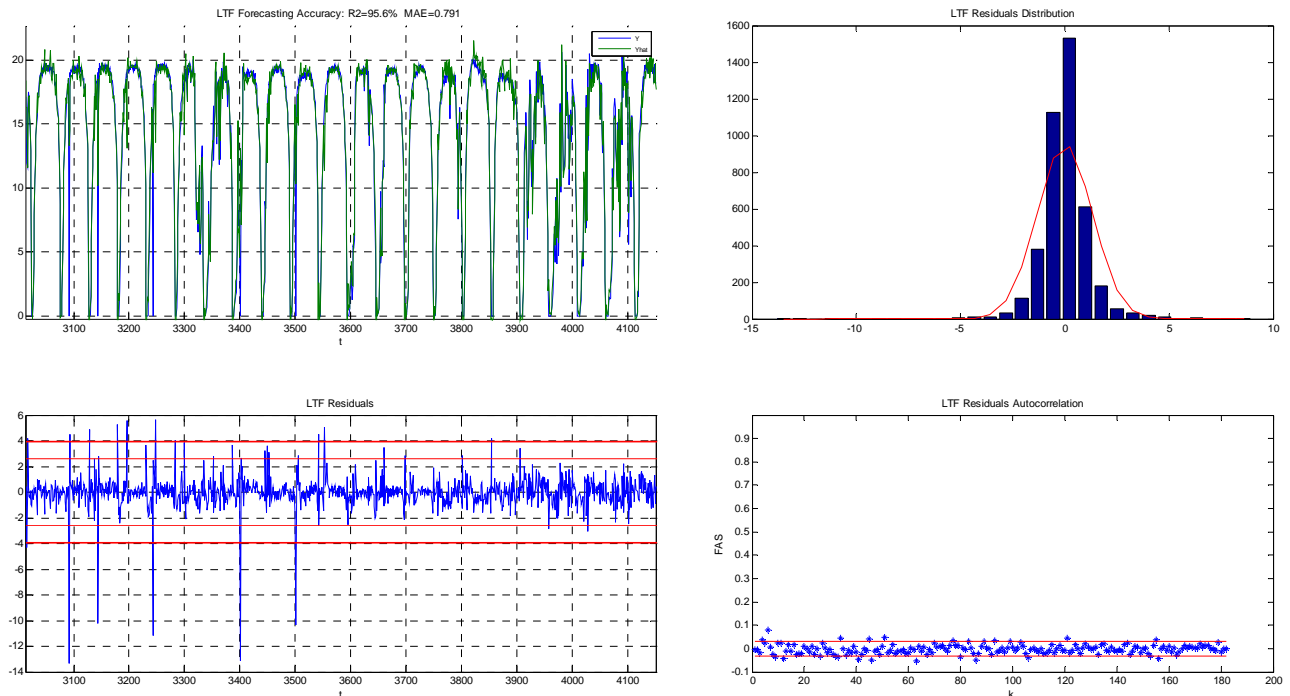 LTF Forecasting Accuracy: R2=95.6% MAE=0.791
Y
Yhat
20
15
10
5
0
3100 3200 3300 3400 3500 3600 3700 3800 3900 4000 4100
t
LTF Residuals Distribution
1600
1400
1200
1000
800
600
400
200
0
-15 -10 -5 0 5 10
LTF Residuals
6
4
2
0
-2
-4
-6
-8
-10
-12
-14
3100 3200 3300 3400 3500 3600 3700 3800 3900 4000 4100
t
LTF Residuals Autocorrelation
FAS
0.9
0.8
0.7
0.6
0.5
0.4
0.3
0.2
0.1
0
-0.1
0 20 40 60 80 100 120 140 160 180 200
k